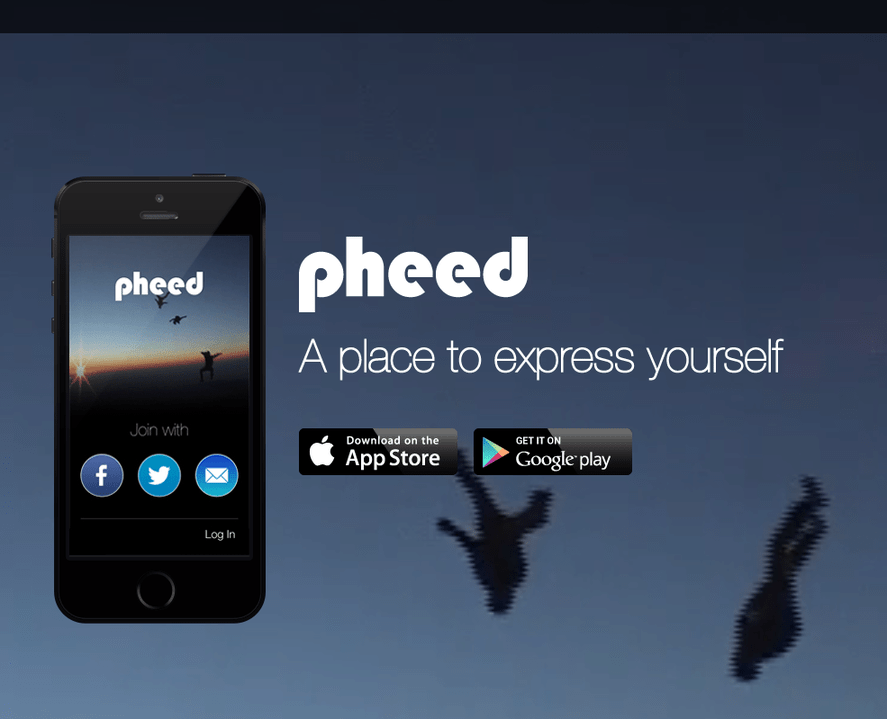 pheed
Join with
Log In
pheed
A place to express yourself
Download on the
App Store
GET IT ON
Google play